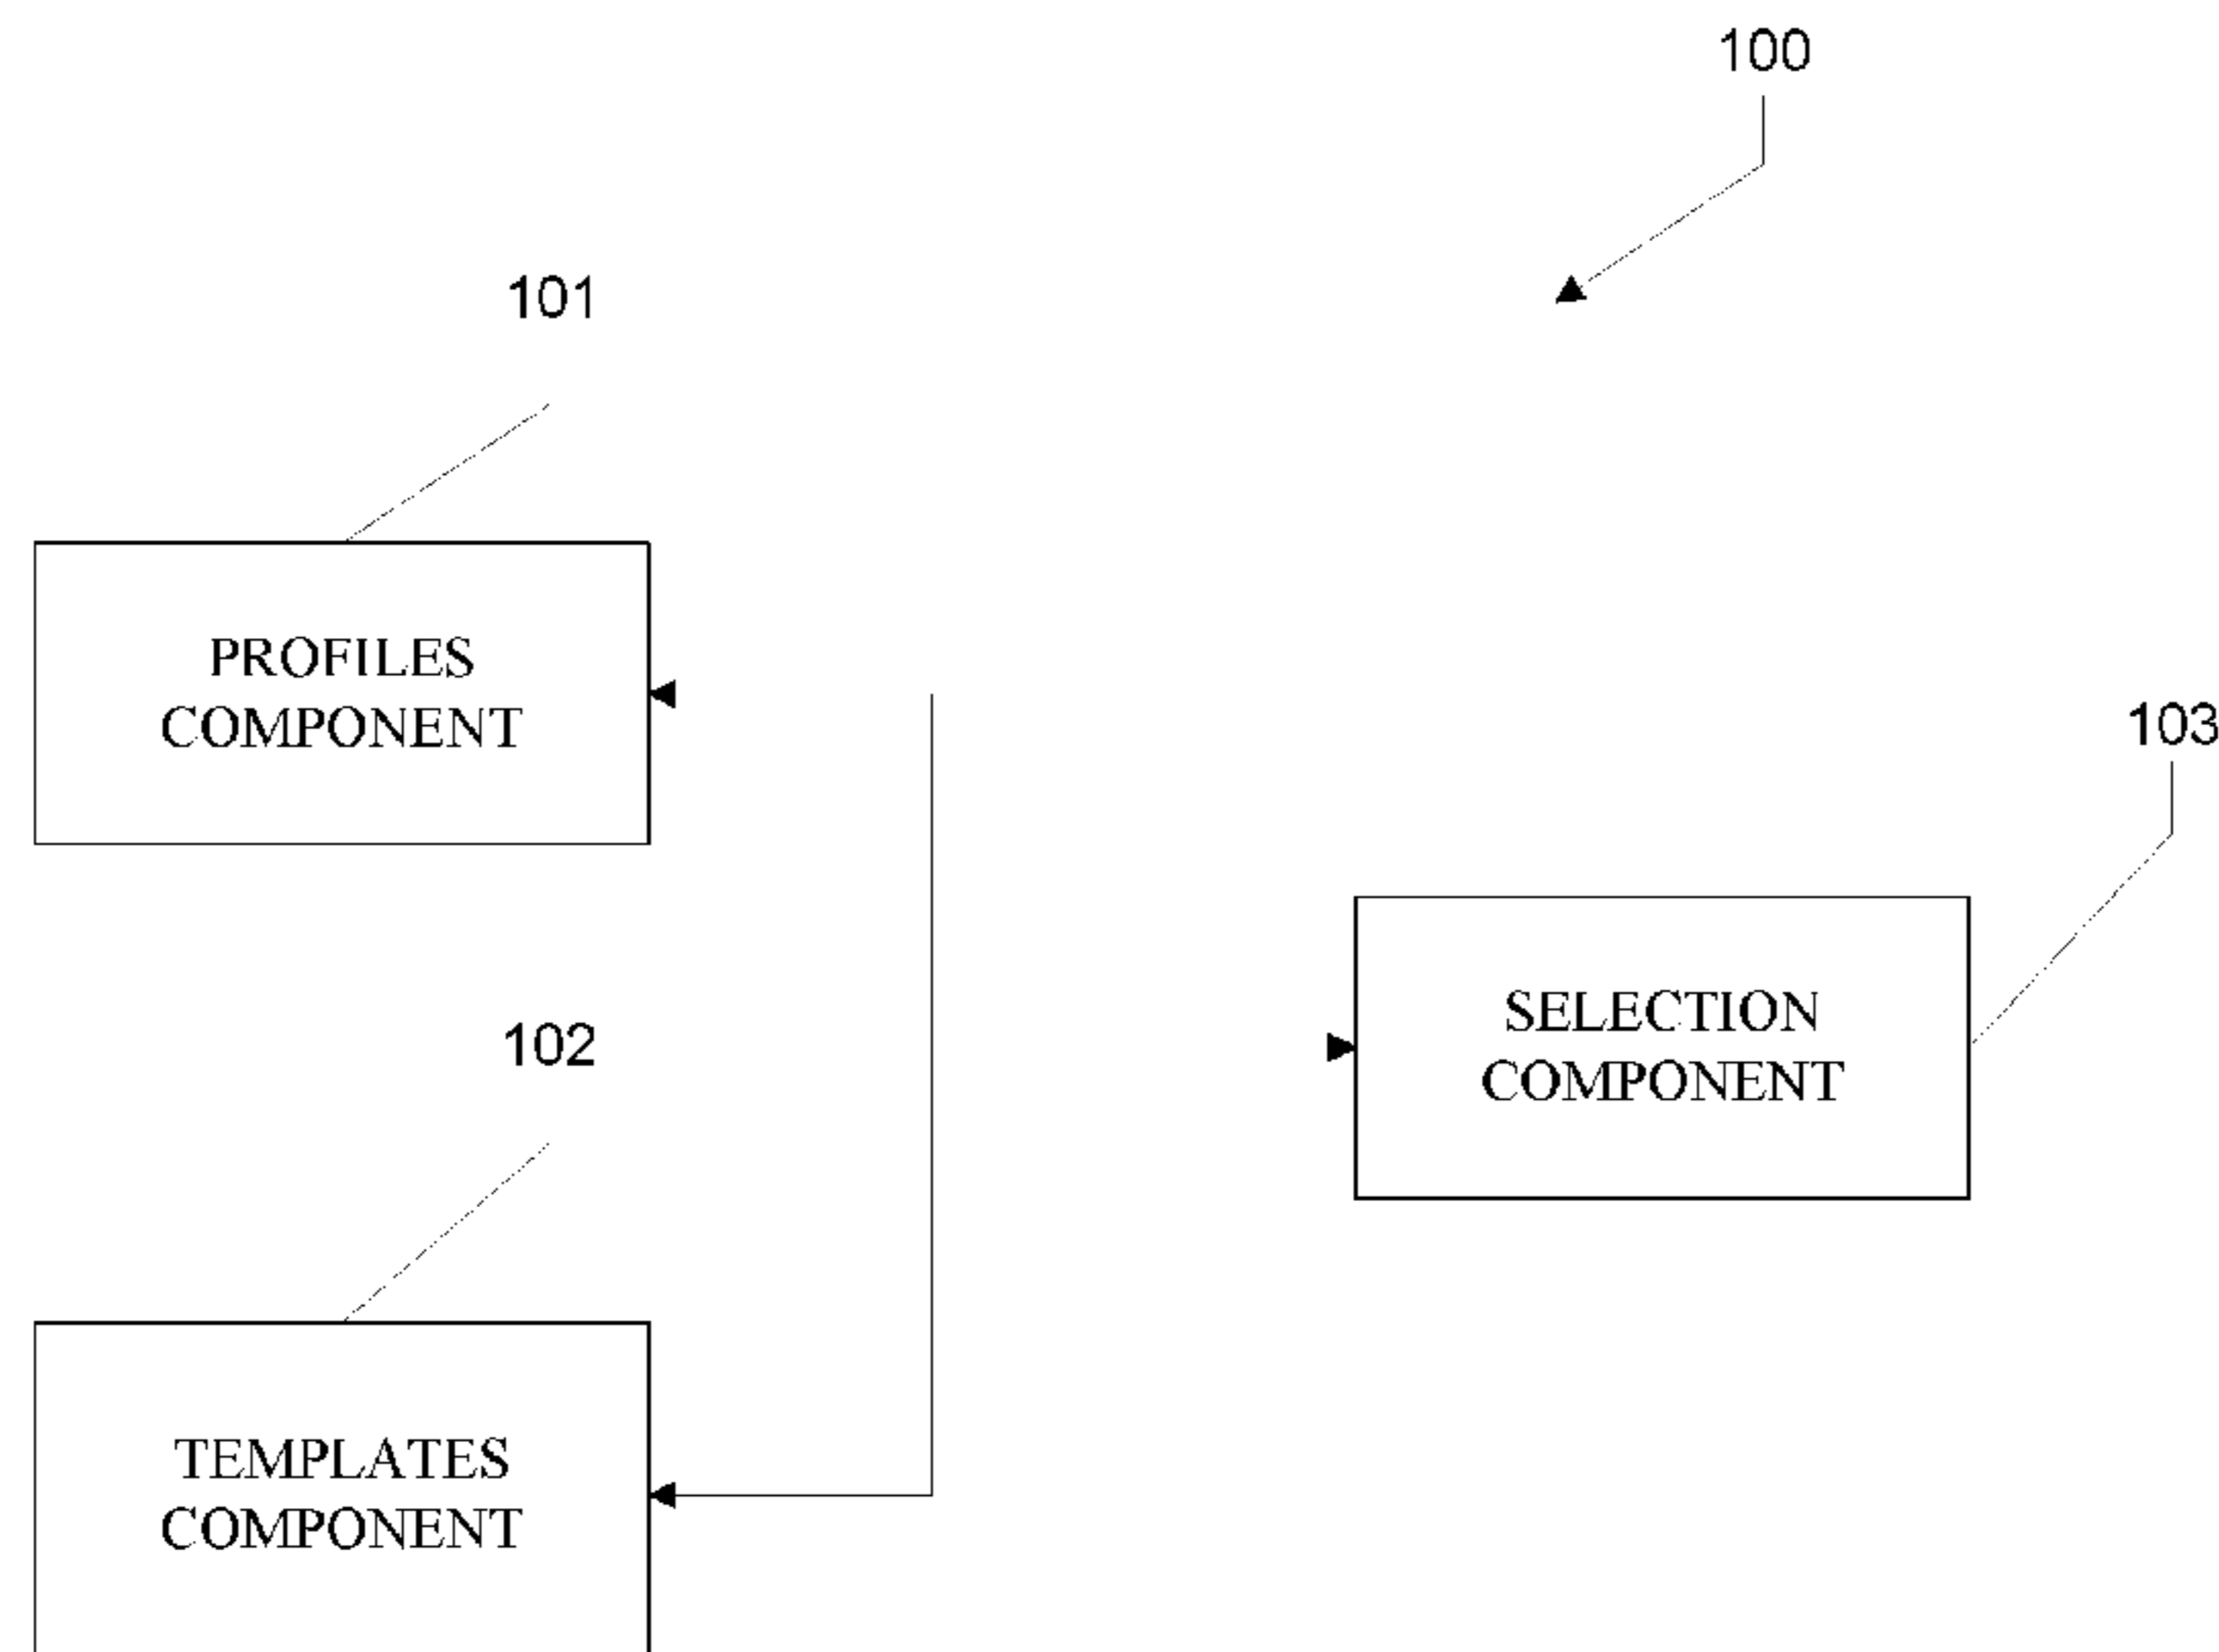 100
101
PROFILES
COMPONENT
103
SELECTION
COMPONENT
102
TEMPLATES
COMPONENT